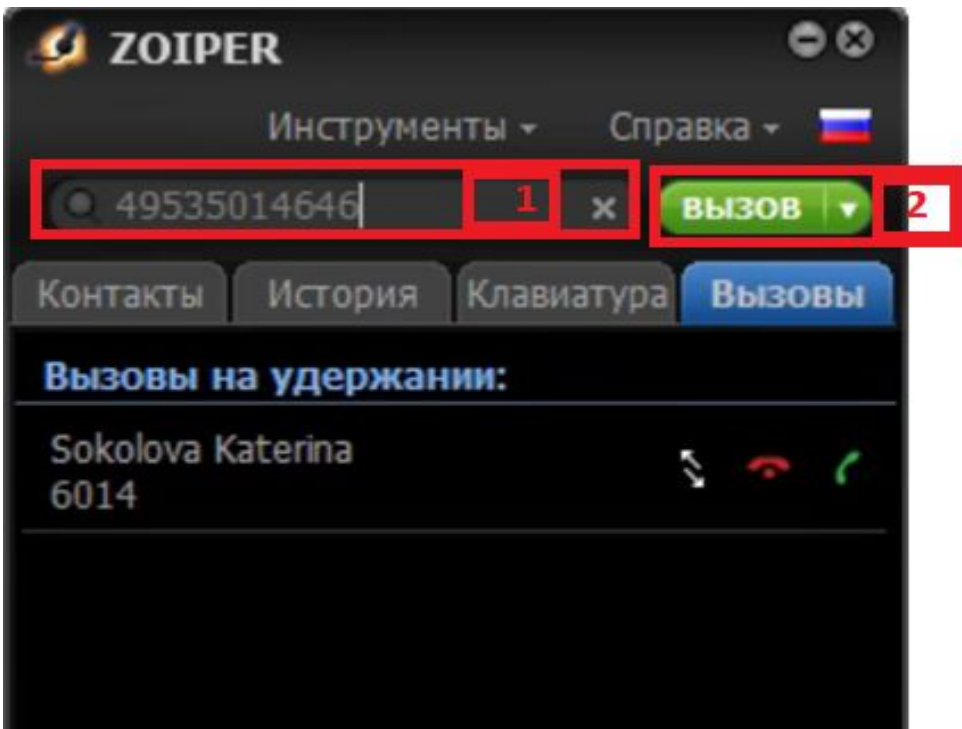 ZOIPER
Инструменты Справка
49535014646 1 ВЫЗОВ 2
Контакты История Клавиатура Вызовы
Вызовы на удержании:
Sokolova Katerina
6014